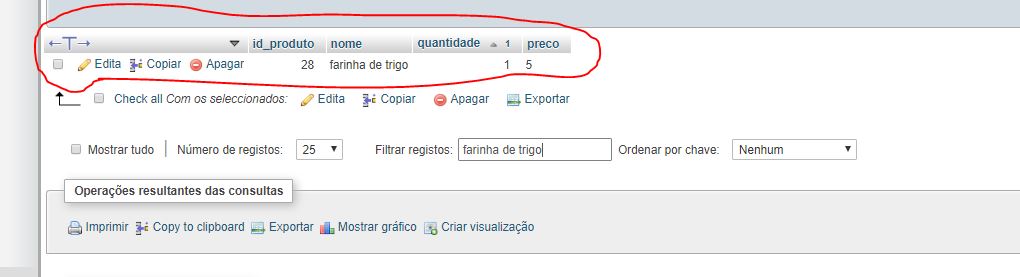 id_produto nome quantidade 1 preco
Edita Copiar Apagar 28 farinha de trigo 1 5
Check all Com os seleccionados: Edita Copiar Apagar Exportar
Mostrar tudo Número de registos: 25 Filtrar registos: farinha de trigo Ordenar por chave: Nenhum
Operações resultantes das consultas
Imprimir Copy to clipboard Exportar Mostrar gráfico Criar visualização